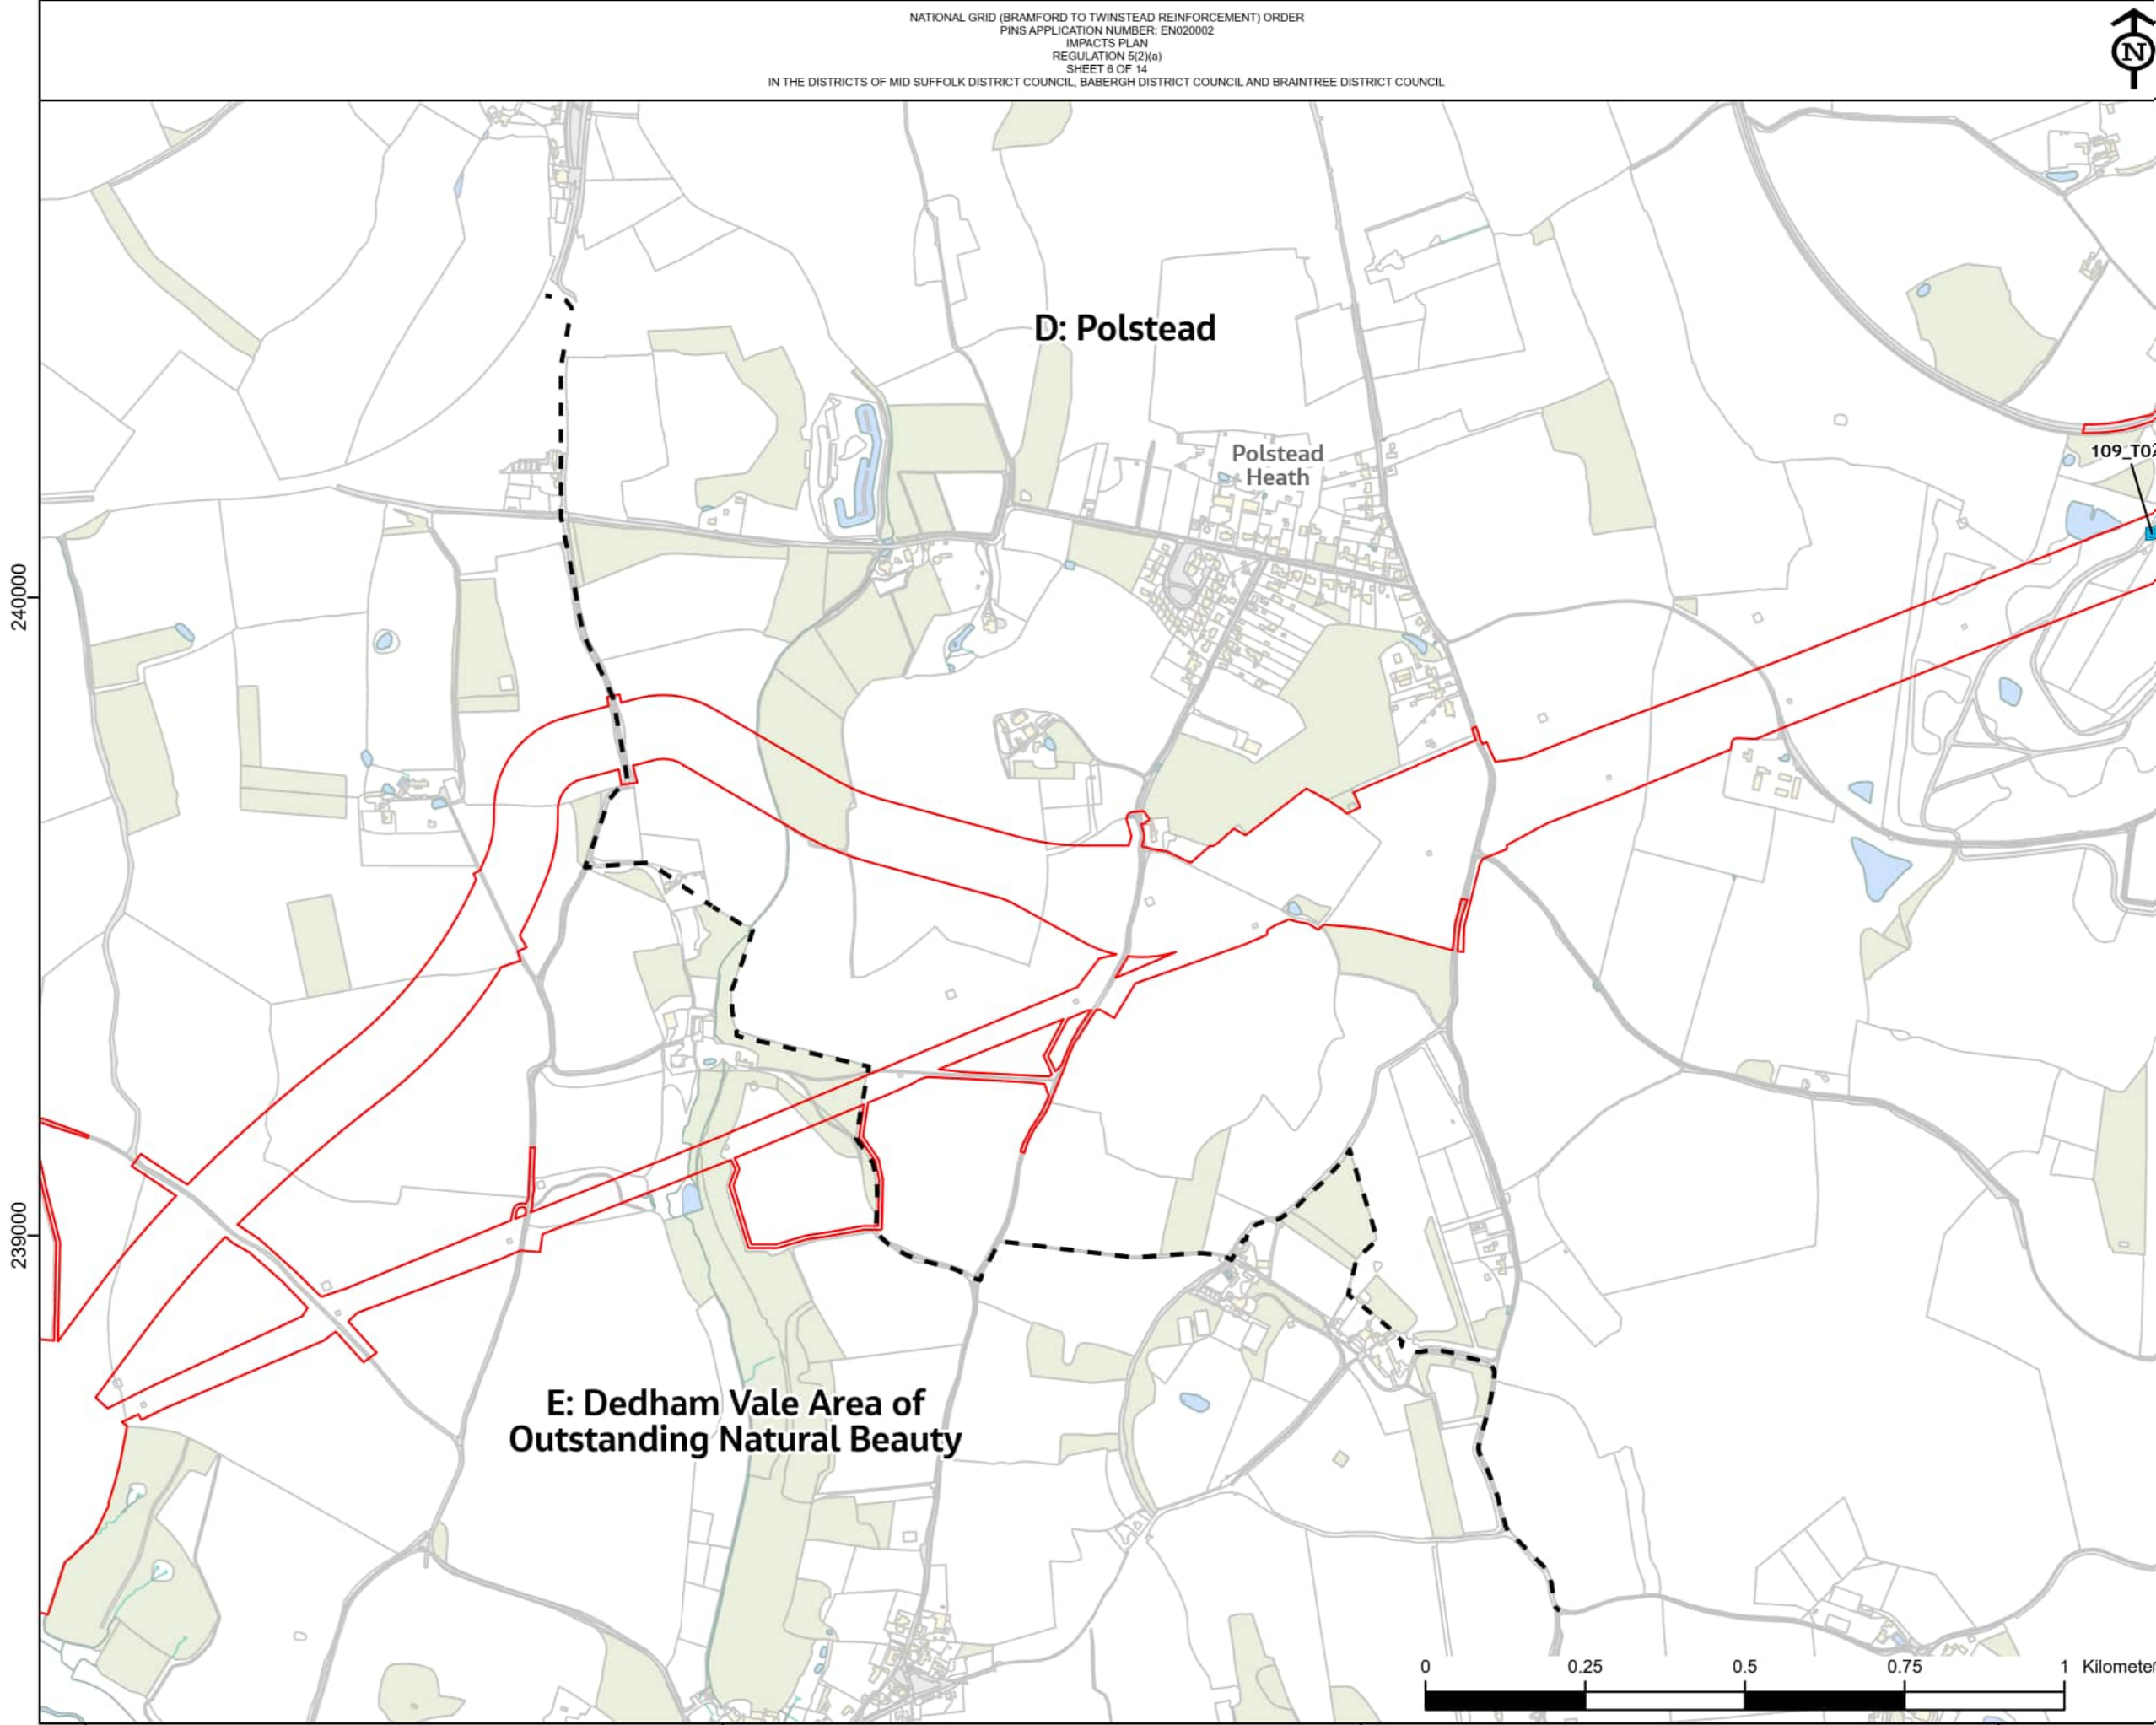 NATIONAL GRID (BRAMFORD TO TWINSTEAD REINFORCEMENT) ORDER
PINS APPLICATION NUMBER: EN020002
IMPACTS PLAN
REGULATION 5(2)(a)
SHEET 6 OF 14
IN THE DISTRICTS OF MID SUFFOLK DISTRICT COUNCIL, BABERGH DISTRICT COUNCIL AND BRAINTREE DISTRICT COUNCIL
N
D: Polstead
Polstead
Heath
240000
239000
E: Dedham Vale Area of
Outstanding Natural Beauty
0 0.25 0.5 0.75 1